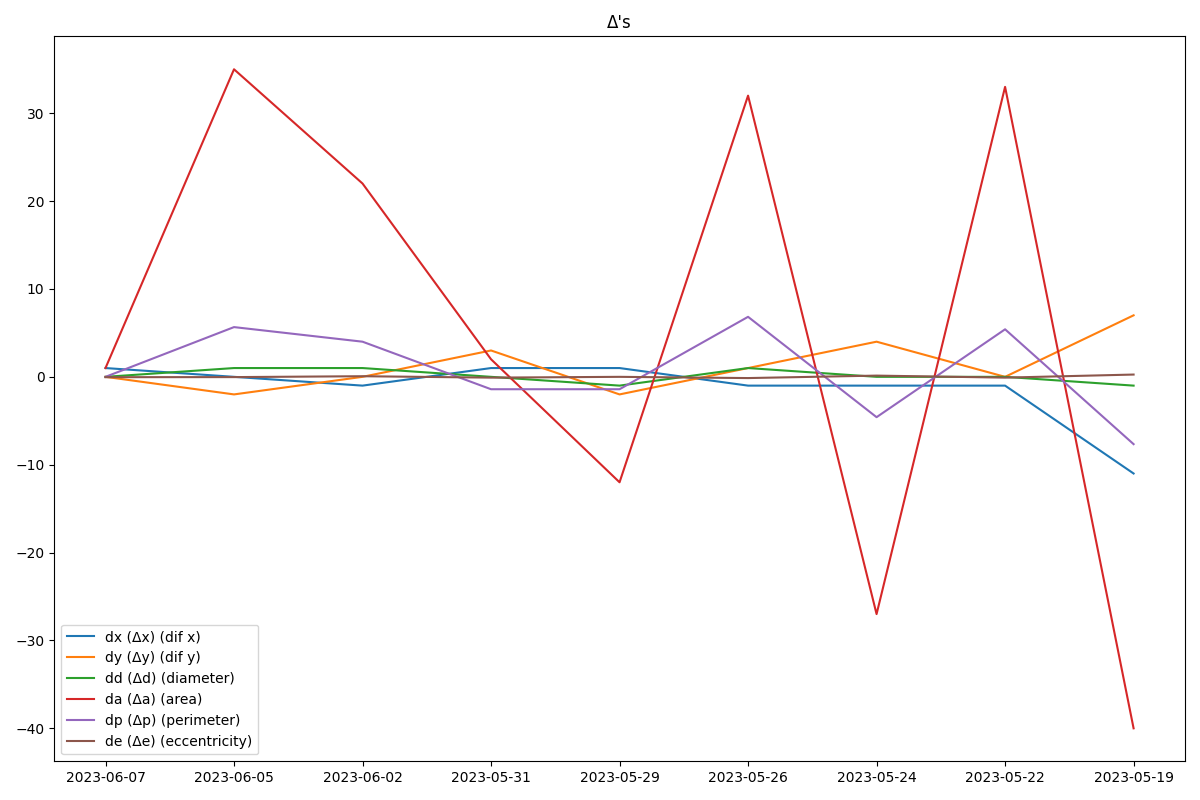 Δ's
30
20
10
0
−10
−20
−30
−40
dx (Δx) (dif x)
dy (Δy) (dif y)
dd (Δd) (diameter)
da (Δa) (area)
dp (Δp) (perimeter)
de (Δe) (eccentricity)
2023-06-07 2023-06-05 2023-06-02 2023-05-31 2023-05-29 2023-05-26 2023-05-24 2023-05-22 2023-05-19